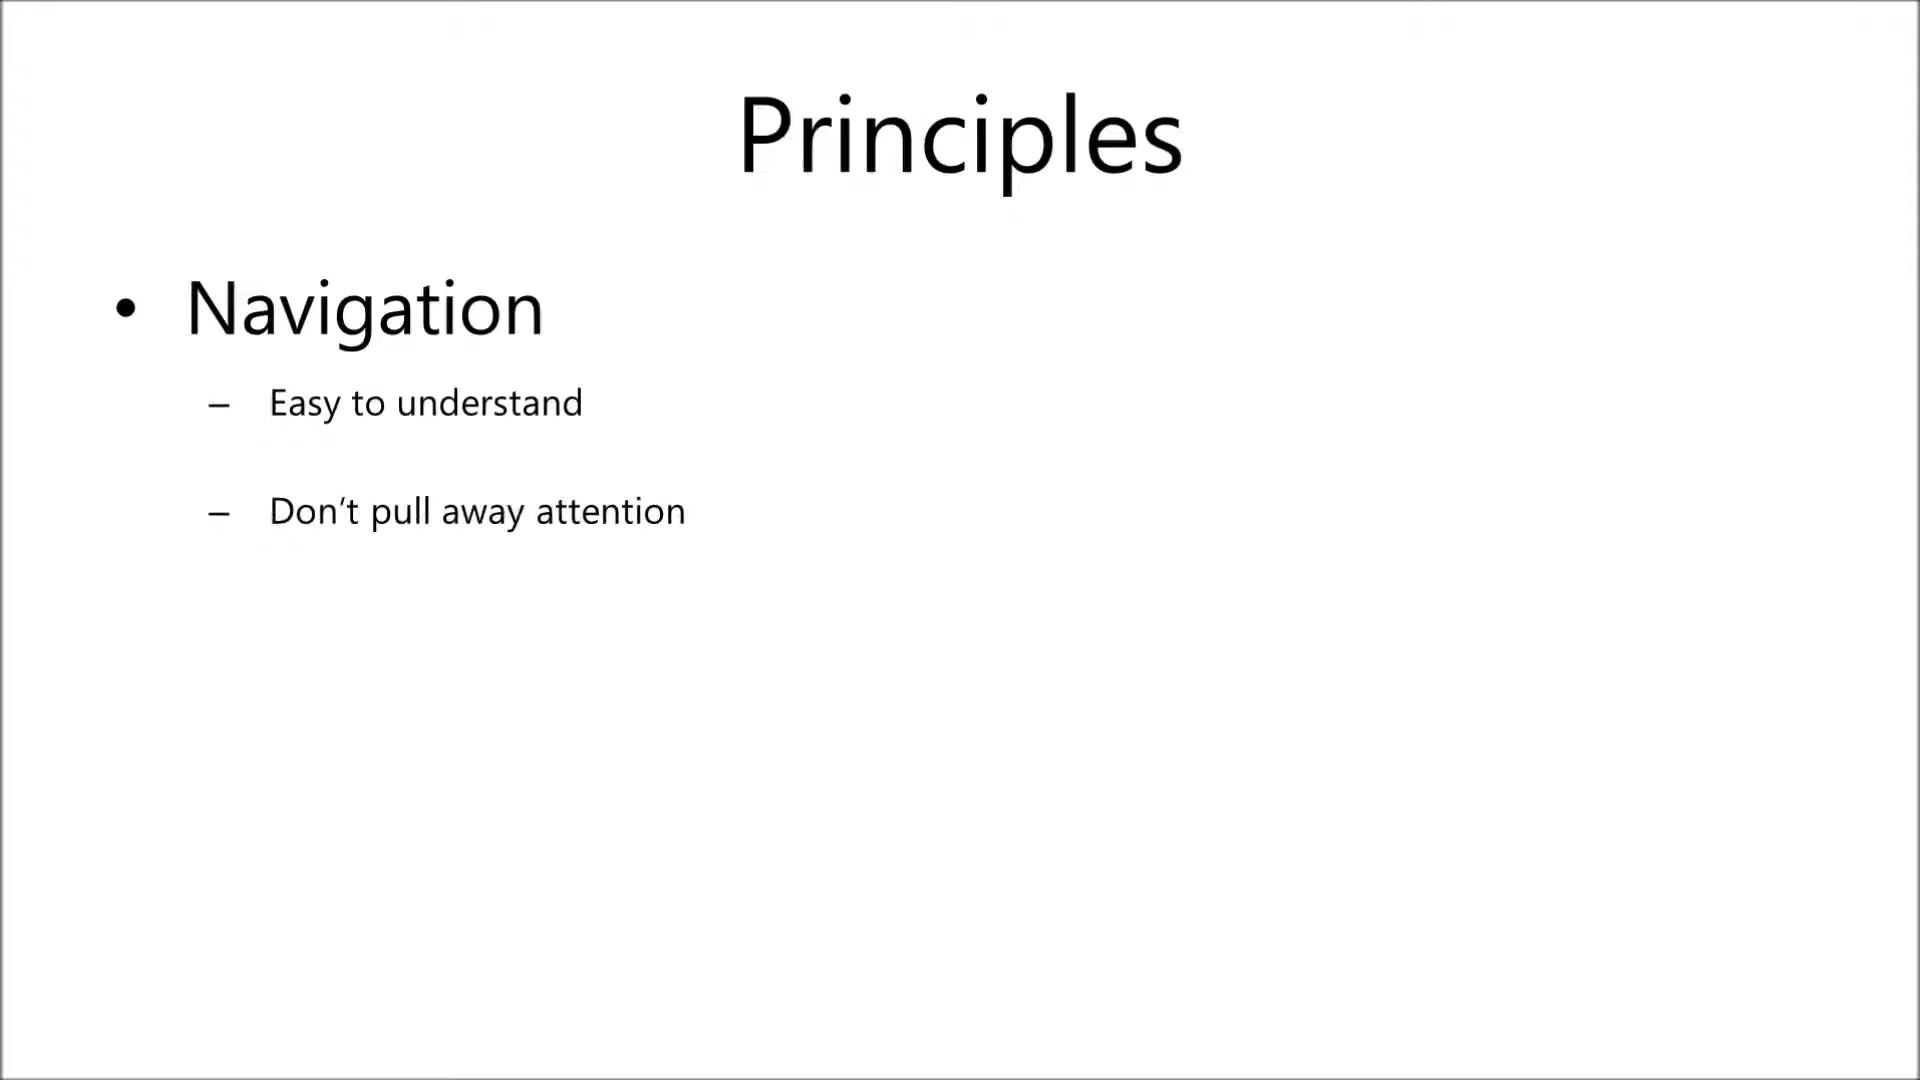 Principles
• Navigation
– Easy to understand
– Don’t pull away attention